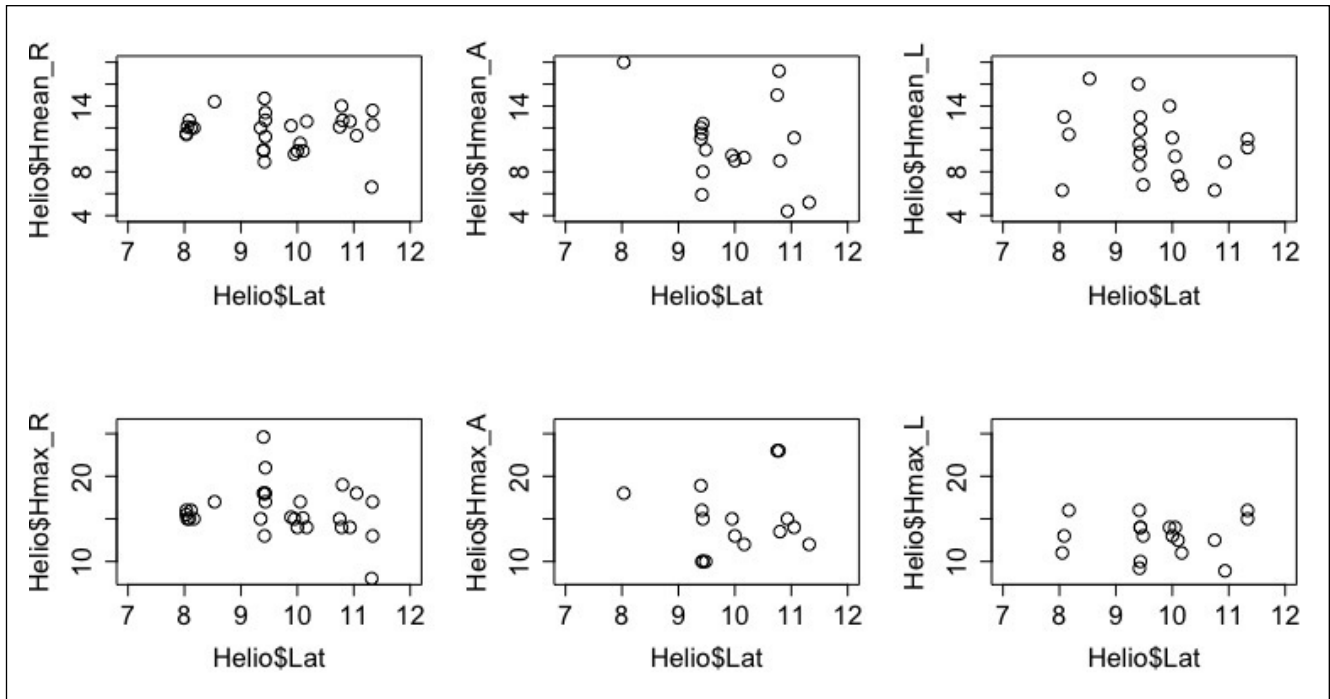 Helio$Hmean_R
4 8 14
7 8 9 10 11 12
Helio$Lat
Helio$Hmean_A
4 8 14
7 8 9 10 11 12
Helio$Lat
Helio$Hmean_L
4 8 14
7 8 9 10 11 12
Helio$Lat
Helio$Hmax_R
10 20
7 8 9 10 11 12
Helio$Lat
Helio$Hmax_A
10 20
7 8 9 10 11 12
Helio$Lat
Helio$Hmax_L
10 20
7 8 9 10 11 12
Helio$Lat